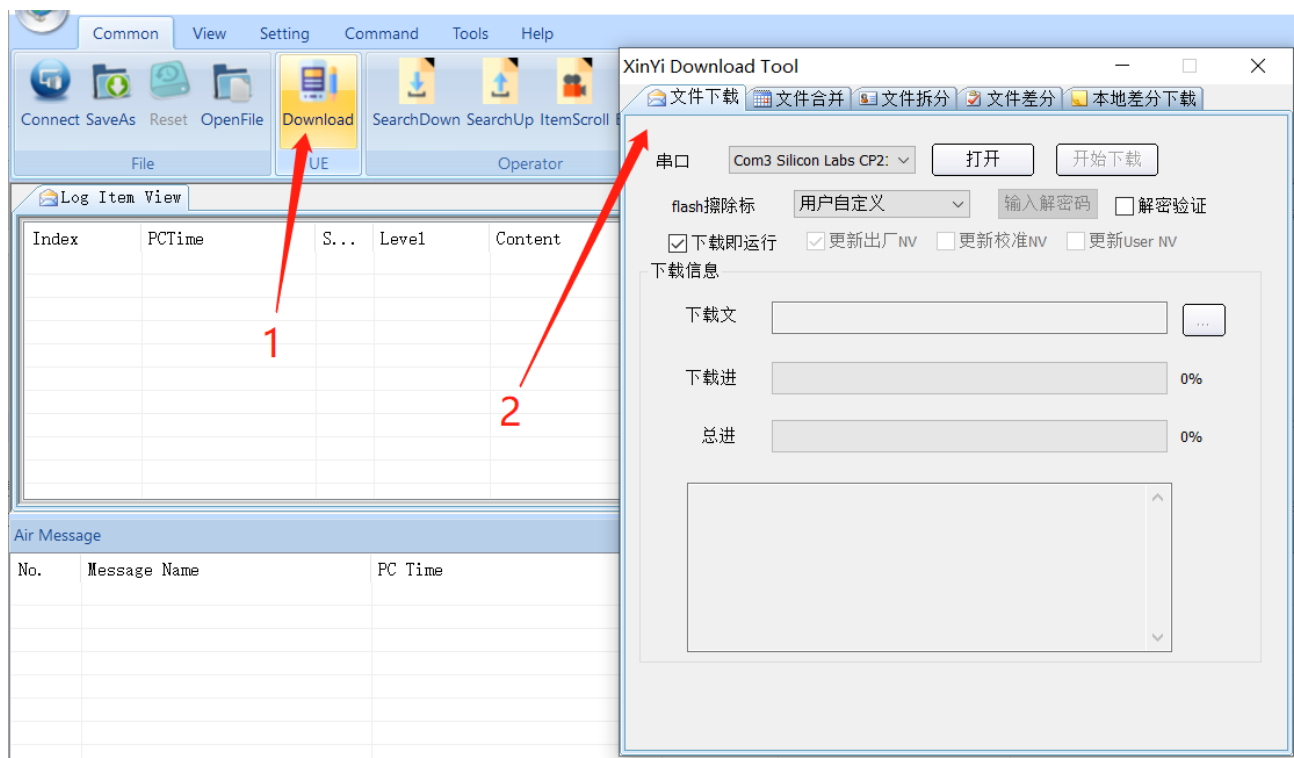 Common View Setting Command Tools Help
Connect SaveAs Reset OpenFile Download SearchDown SearchUp ItemScroll
File UE Operator
Log Item View
Index PCTime S... Level Content
1
2
Air Message
No. Message Name PC Time
XinYi Download Tool
文件下载 文件合并 文件拆分 文件差分 本地差分下载
串口 Com3 Silicon Labs CP2: 打开 开始下载
flash擦除标 用户自定义 输入解密码 解密验证
下载即运行 更新出厂NV 更新校准NV 更新User NV
下载信息
下载文 ...
下载进 0%
总进 0%